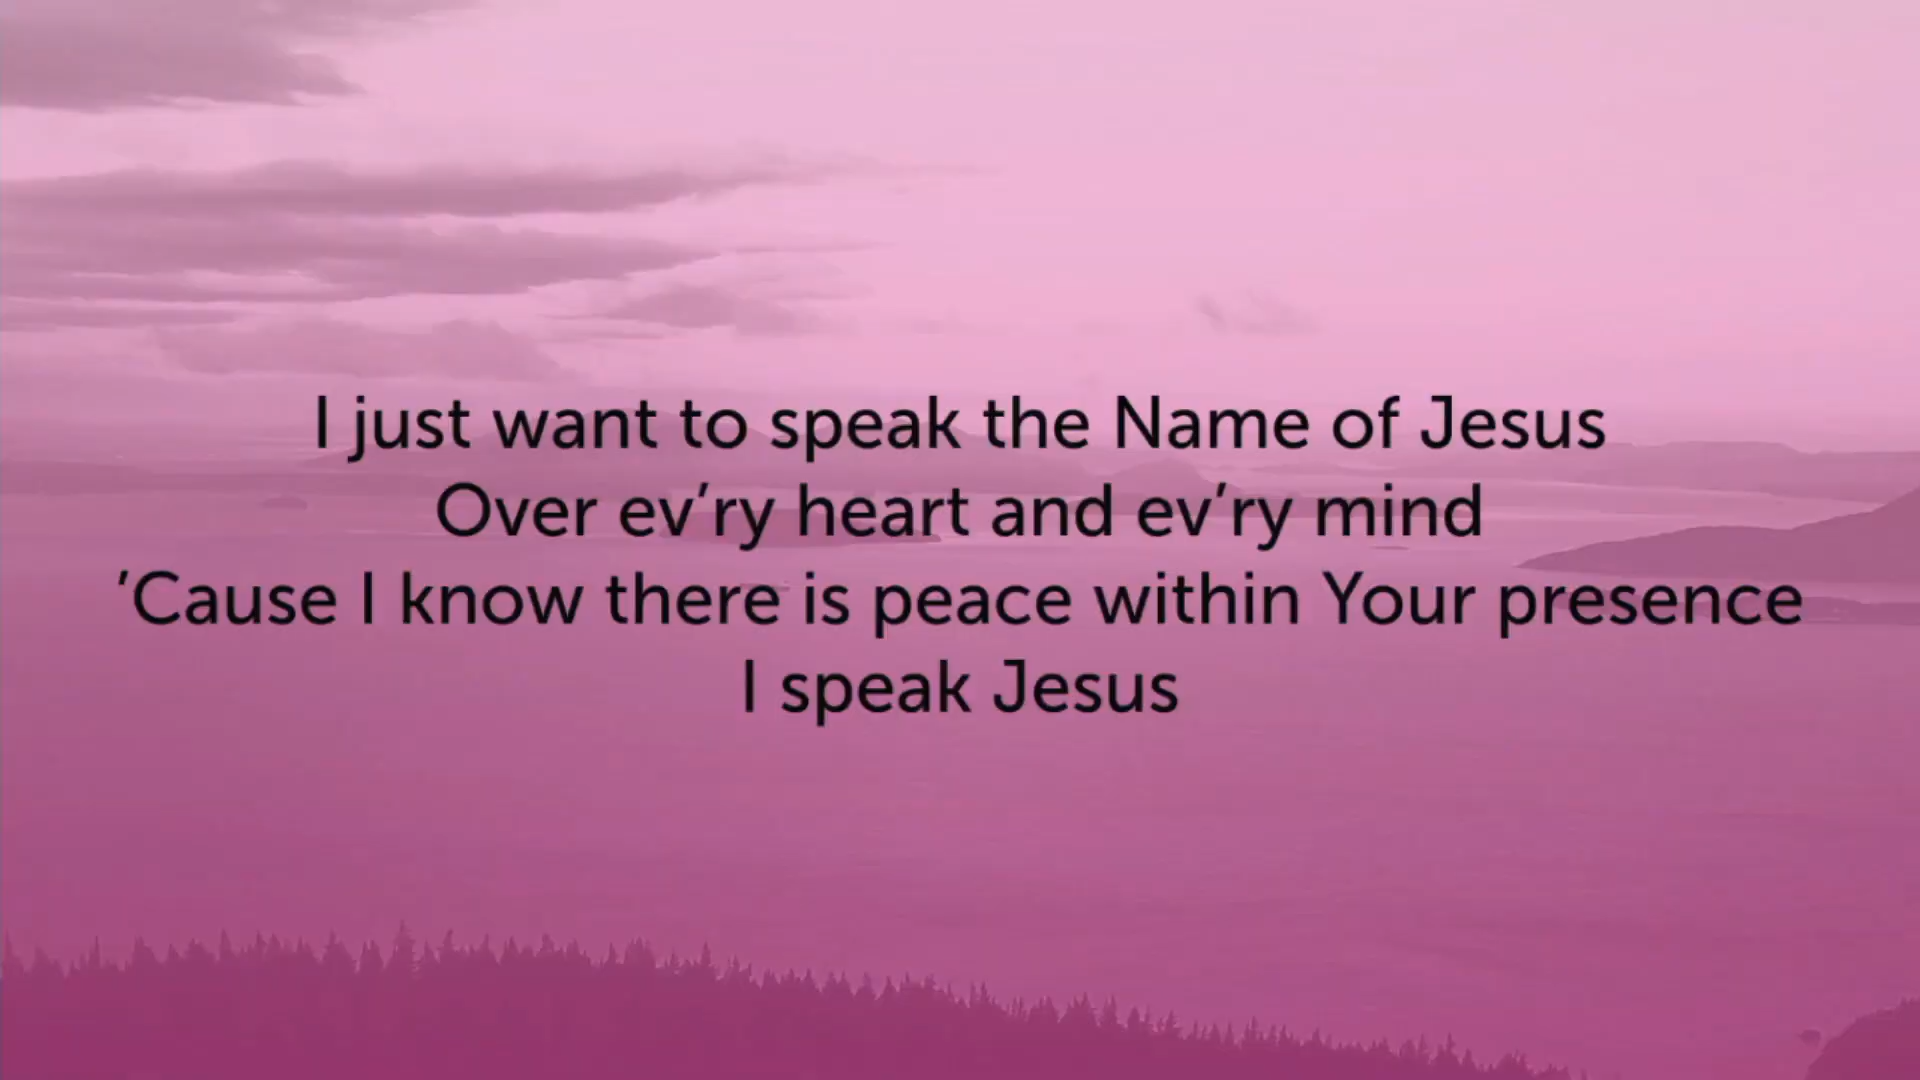 I just want to speak the Name of Jesus
Over ev’ry heart and ev’ry mind
’Cause I know there is peace within Your presence
I speak Jesus